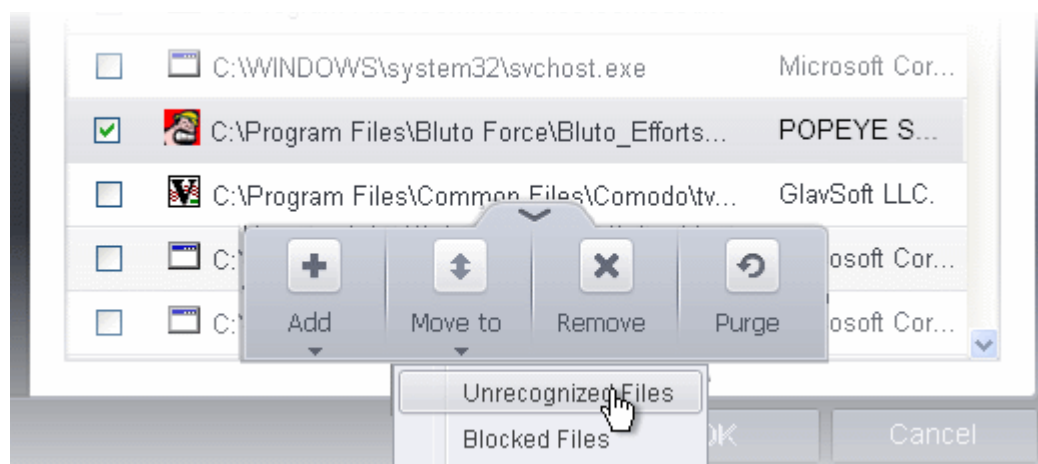 C:\WINDOWS\system32\svchost.exe Microsoft Cor...
C:\Program Files\Bluto Force\Bluto_Efforts... POPEYE S...
C:\Program Files\Common Files\Comodo\tv... GlavSoft LLC.
C:\ osoft Cor...
C:\ osoft Cor...
Add Move to Remove Purge
Unrecognized Files
Blocked Files
OK Cancel